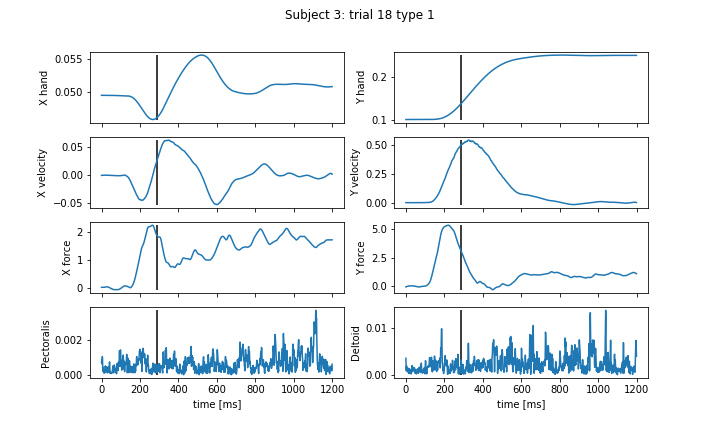 Subject 3: trial 18 type 1
X hand
0.055
0.050
Y hand
0.2
0.1
X velocity
0.05
0.00
−0.05
Y velocity
0.50
0.25
0.00
X force
2
1
0
Y force
5.0
2.5
0.0
Pectoralis
0.002
0.000
0 200 400 600 800 1000 1200
time [ms]
Deltoid
0.01
0.00
0 200 400 600 800 1000 1200
time [ms]